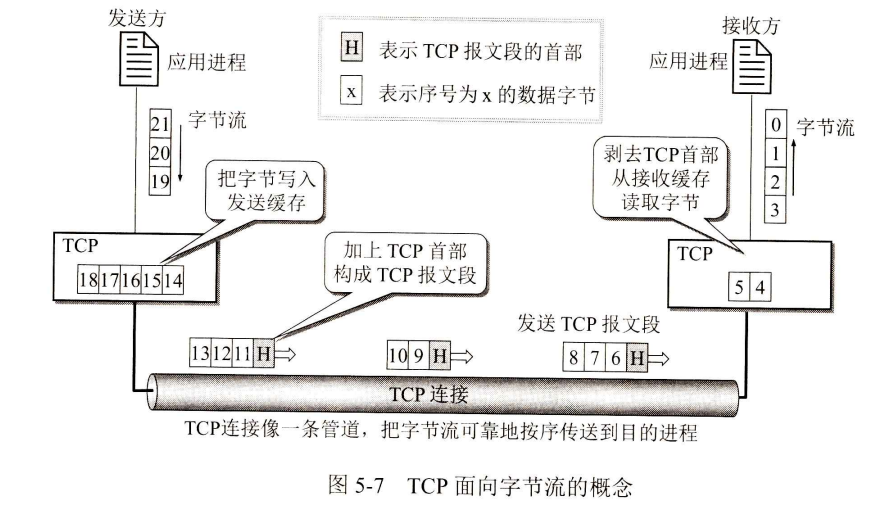 发送方
接收方
应用进程
H 表示 TCP 报文段的首部
x 表示序号为 x 的数据字节
应用进程
21
20
19
字节流
0
1
2
3
字节流
把字节写入
发送缓存
剥去TCP首部
从接收缓存
读取字节
TCP
18 17 16 15 14
加上 TCP 首部
构成 TCP 报文段
TCP
5 4
发送 TCP 报文段
13 12 11 H
10 9 H
8 7 6 H
TCP 连接
TCP连接像一条管道，把字节流可靠地按序传送到目的进程
图 5-7 TCP 面向字节流的概念